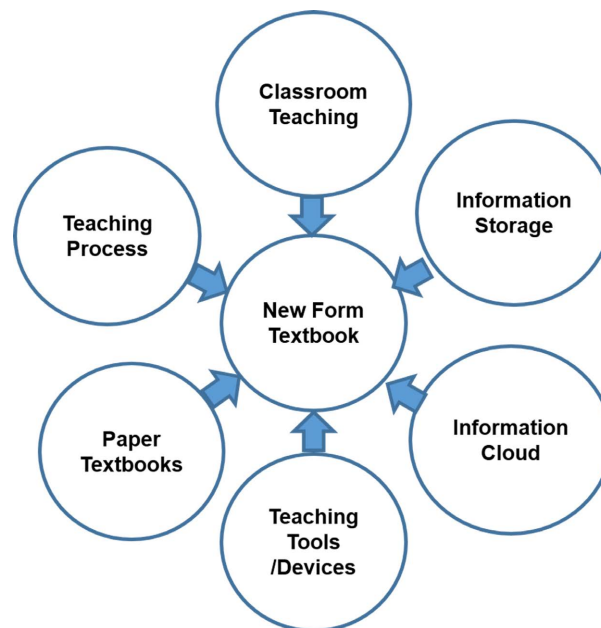 Classroom
Teaching
Information
Storage
Teaching
Process
New Form
Textbook
Information
Cloud
Paper
Textbooks
Teaching
Tools
/Devices